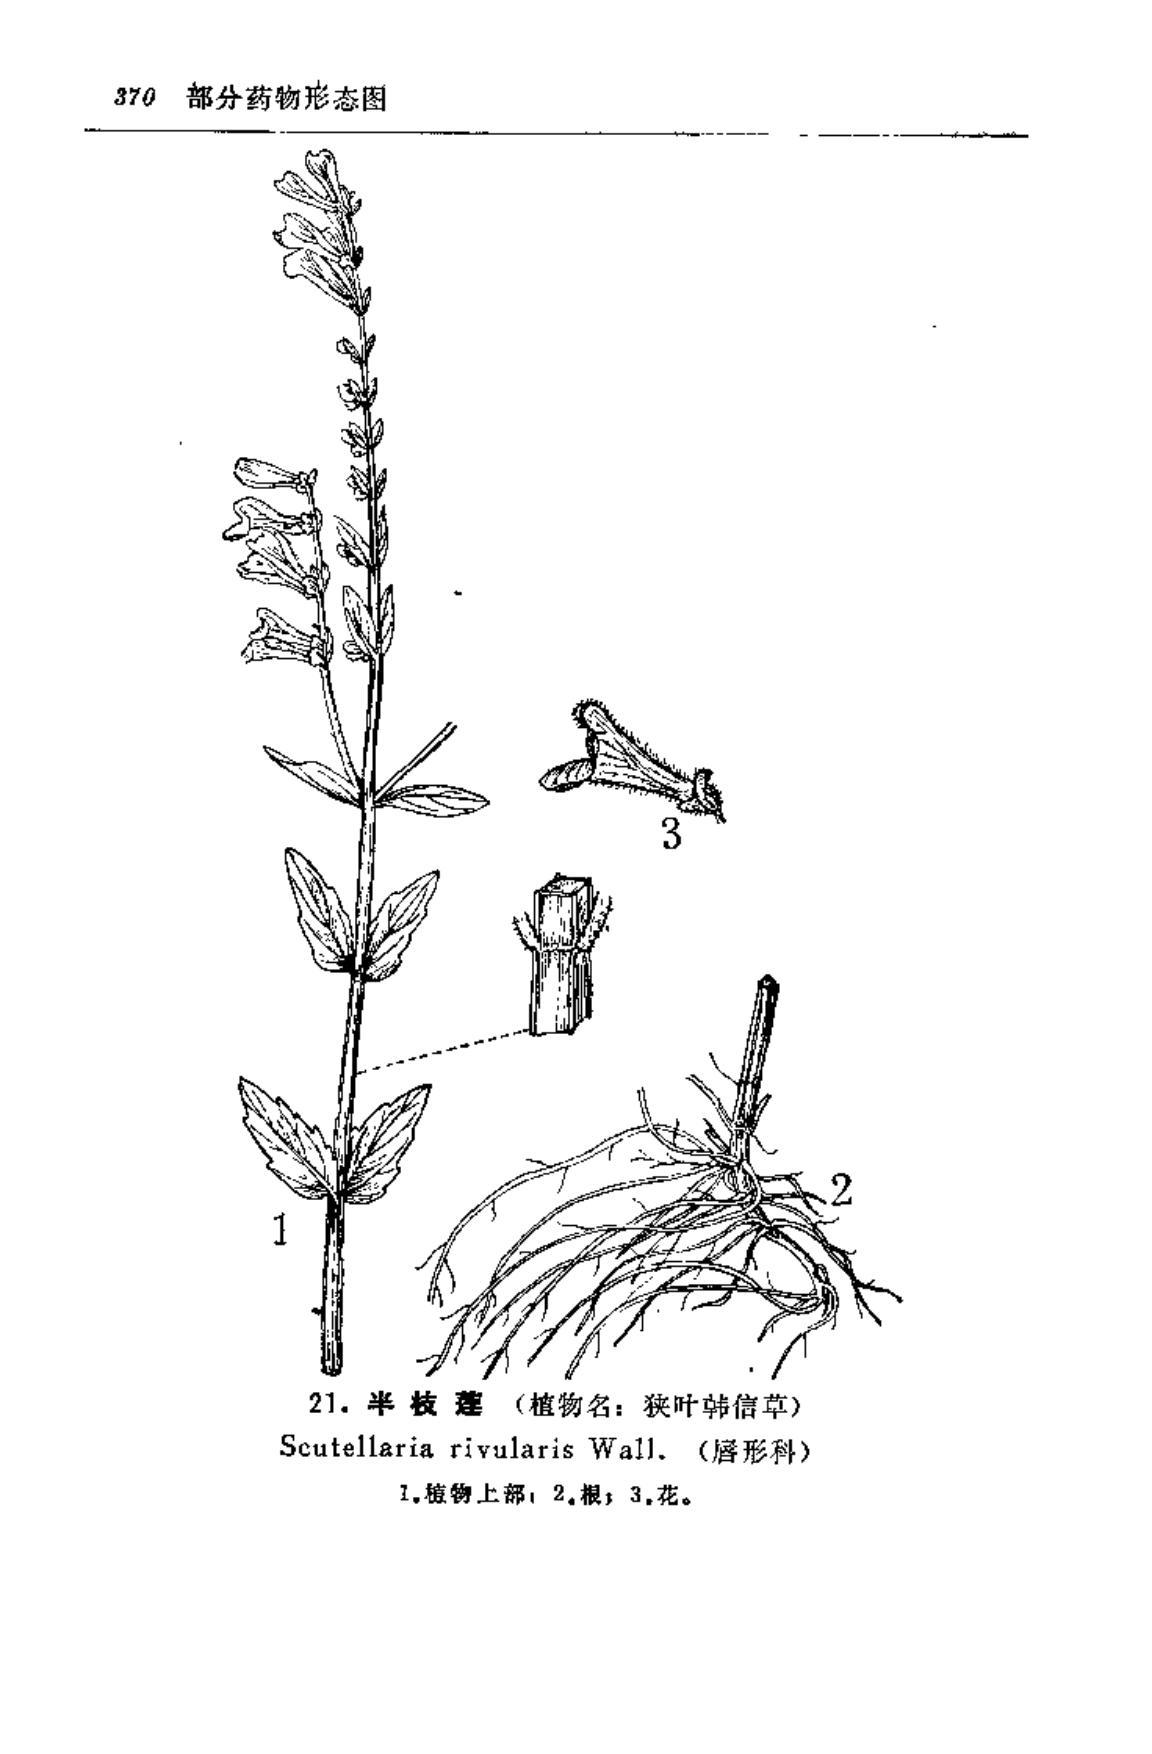 370 部分药物形态图
3
2
1
21. 半枝莲 （植物名：狭叶韩信草）
Scutellaria rivularis Wall. （唇形科）
1.植物上部；2.根；3.花。